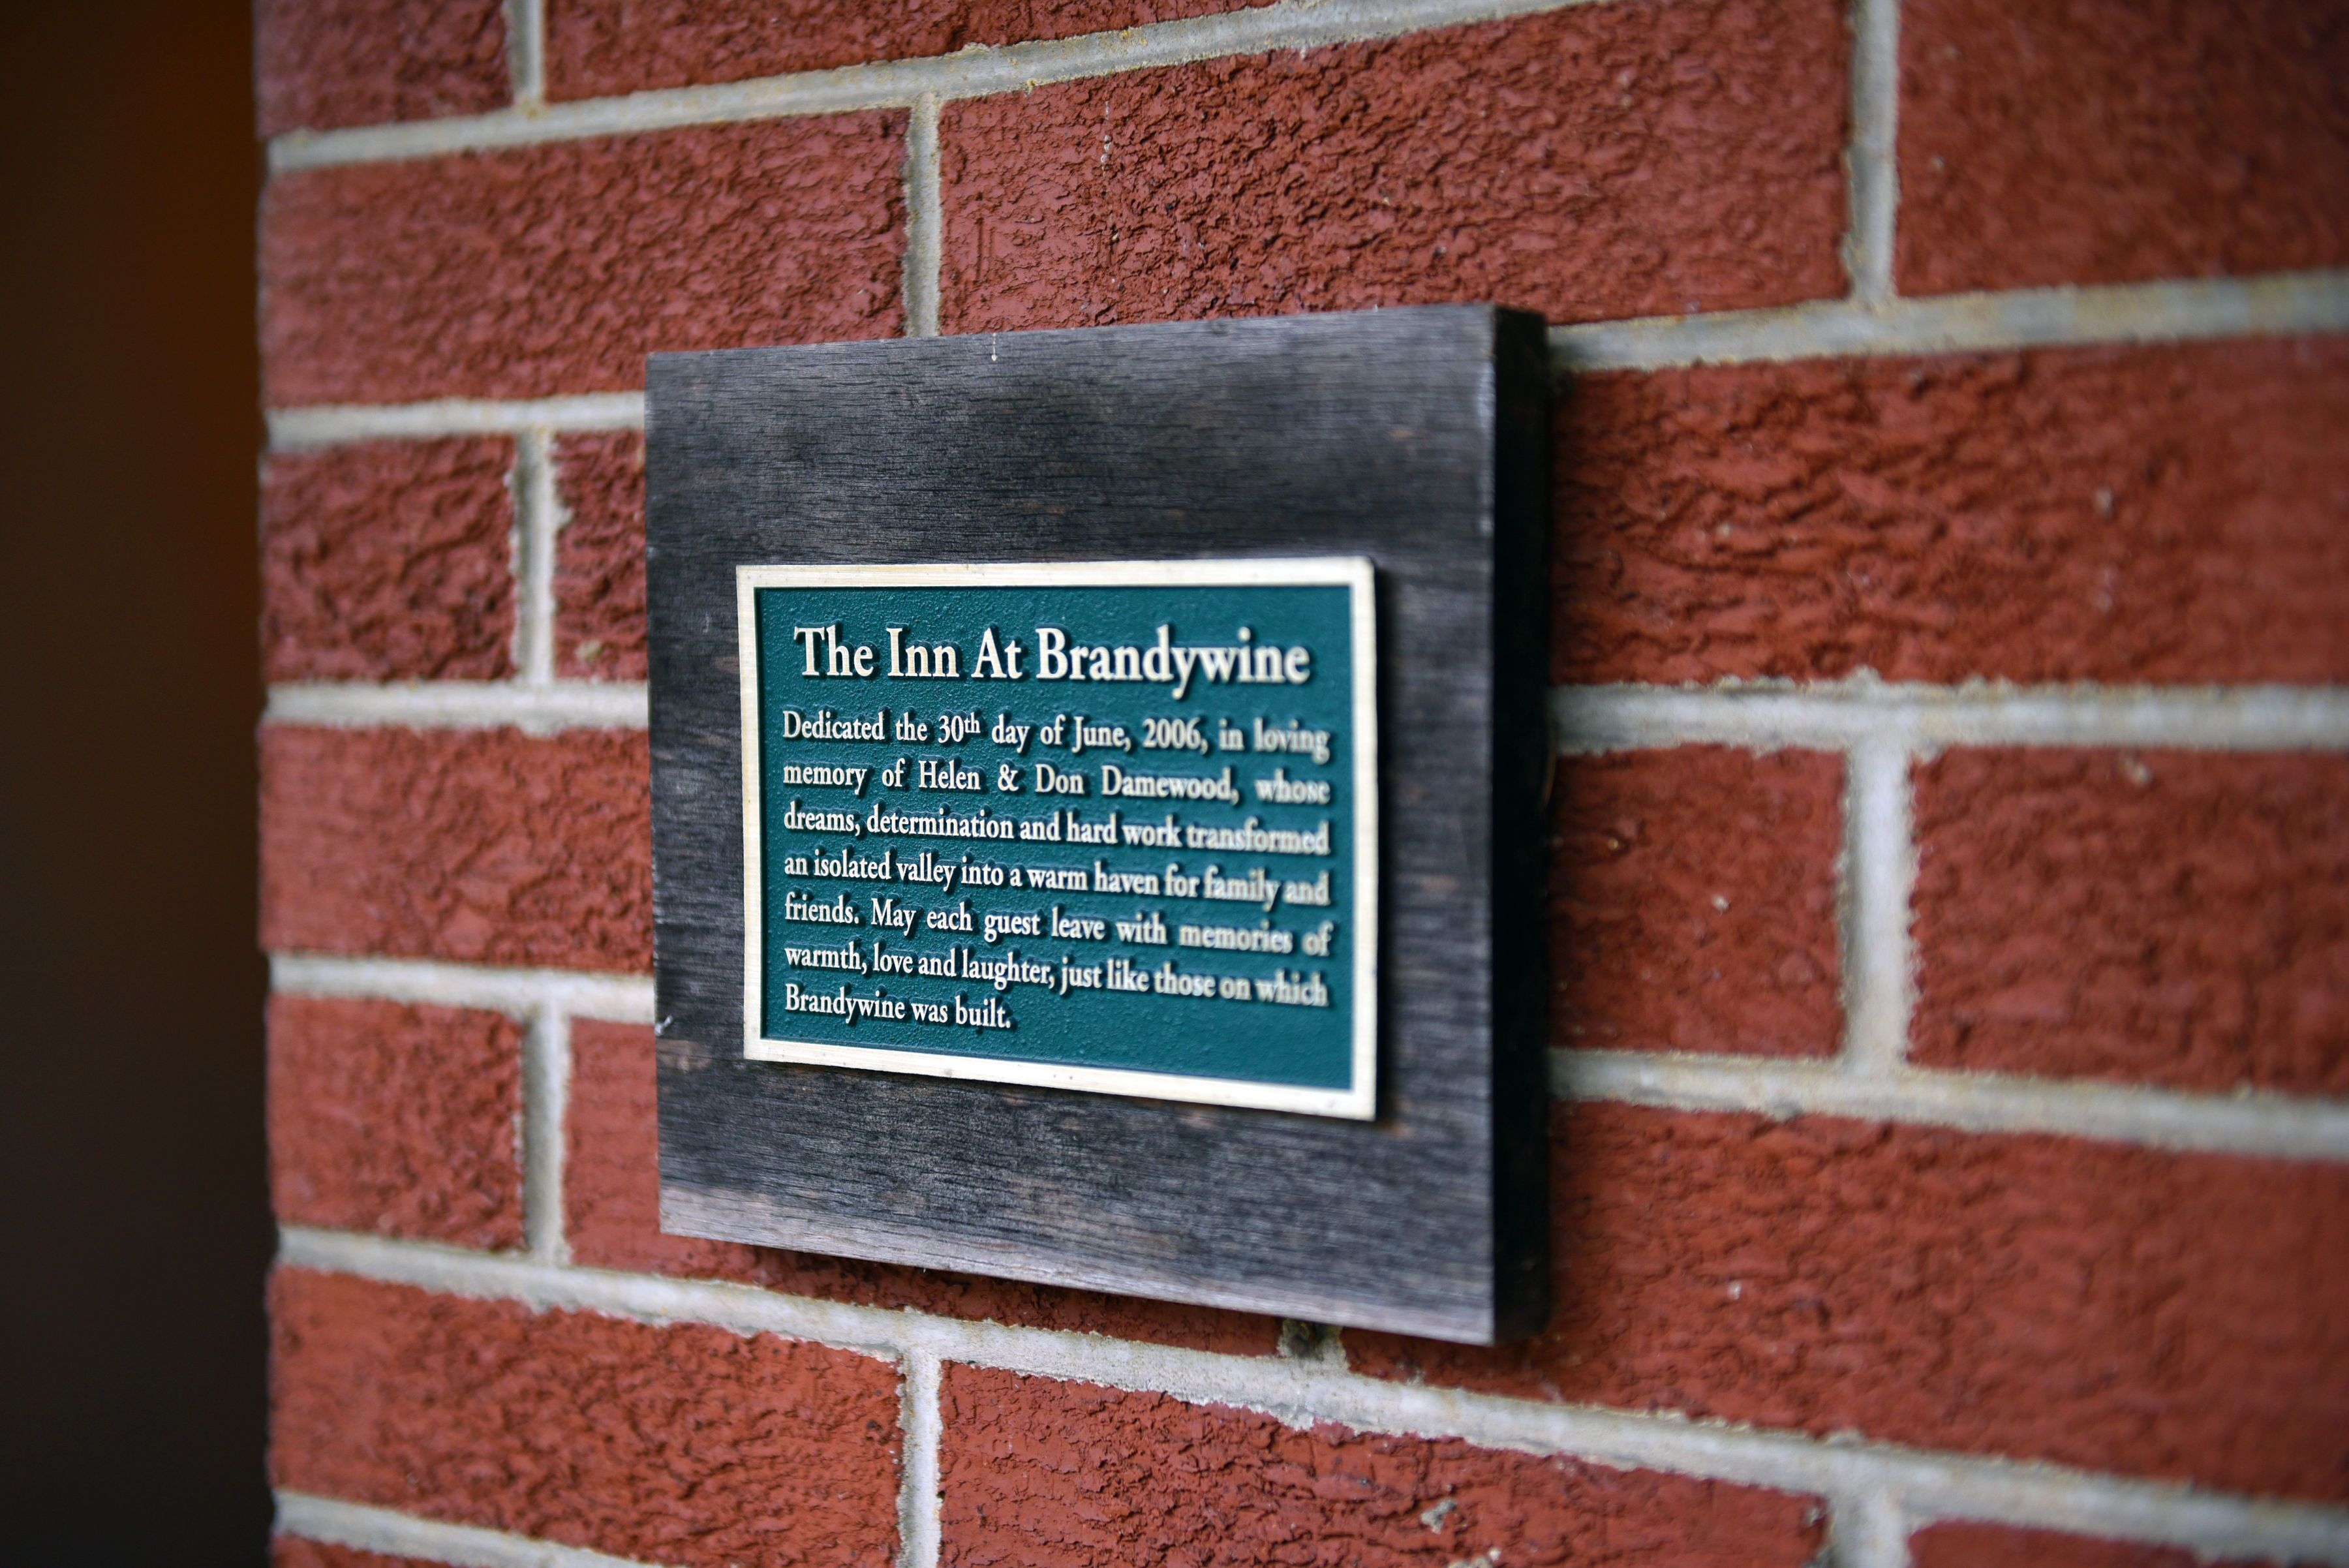 The Inn At Brandywine
Dedicated the 30th day of June, 2006, in loving
memory of Helen & Don Damewood, whose
dreams, determination and hard work transformed
an isolated valley into a warm haven for family and
friends. May each guest leave with memories of
warmth, love and laughter, just like those on which
Brandywine was built.